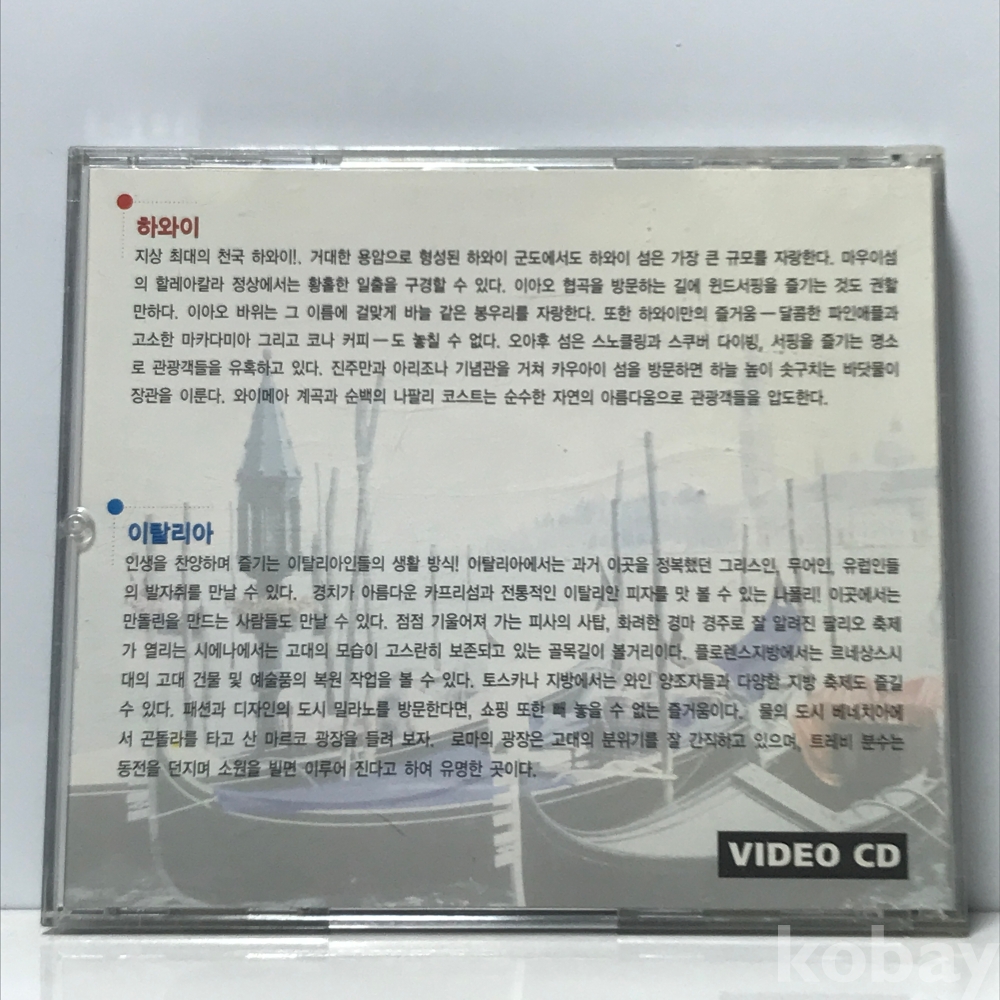 하와이
지상 최대의 천국 하와이!. 거대한 용암으로 형성된 하와이 군도에서도 하와이 섬은 가장 큰 규모를 자랑한다. 마우이섬
의 할레아칼라 정상에서는 황홀한 일출을 구경할 수 있다. 이아오 협곡을 방문하는 길에 윈드서핑을 즐기는 것도 권할
만하다. 이아오 바위는 그 이름에 걸맞게 바늘 같은 봉우리를 자랑한다. 또한 하와이만의 즐거움 — 달콤한 파인애플과
고소한 마카다미아 그리고 코나 커피 — 도 놓칠 수 없다. 오아후 섬은 스노클링과 스쿠버 다이빙, 서핑을 즐기는 명소
로 관광객들을 유혹하고 있다. 진주만과 아리조나 기념관을 거쳐 카우아이 섬을 방문하면 하늘 높이 솟구치는 바닷물이
장관을 이룬다. 와이메아 계곡과 순백의 나팔리 코스트는 순수한 자연의 아름다움으로 관광객들을 압도한다.
이탈리아
인생을 찬양하며 즐기는 이탈리아인들의 생활 방식! 이탈리아에서는 과거 이곳을 정복했던 그리스인, 무어인, 유럽인들
의 발자취를 만날 수 있다. 경치가 아름다운 카프리섬과 전통적인 이탈리안 피자를 맛 볼 수 있는 나폴리! 이곳에서는
만돌린을 만드는 사람들도 만날 수 있다. 점점 기울어져 가는 피사의 사탑, 화려한 경마 경주로 잘 알려진 팔리오 축제
가 열리는 시에나에서는 고대의 모습이 고스란히 보존되고 있는 골목길이 볼거리이다. 플로렌스지방에서는 르네상스시
대의 고대 건물 및 예술품의 복원 작업을 볼 수 있다. 토스카나 지방에서는 와인 양조자들과 다양한 지방 축제도 즐길
수 있다. 패션과 디자인의 도시 밀라노를 방문한다면, 쇼핑 또한 빼 놓을 수 없는 즐거움이다. 물의 도시 베네치아에
서 곤돌라를 타고 산 마르코 광장을 들려 보자. 로마의 광장은 고대의 분위기를 잘 간직하고 있으며, 트레비 분수는
동전을 던지며 소원을 빌면 이루어 진다고 하여 유명한 곳이다.
VIDEO CD
kobay